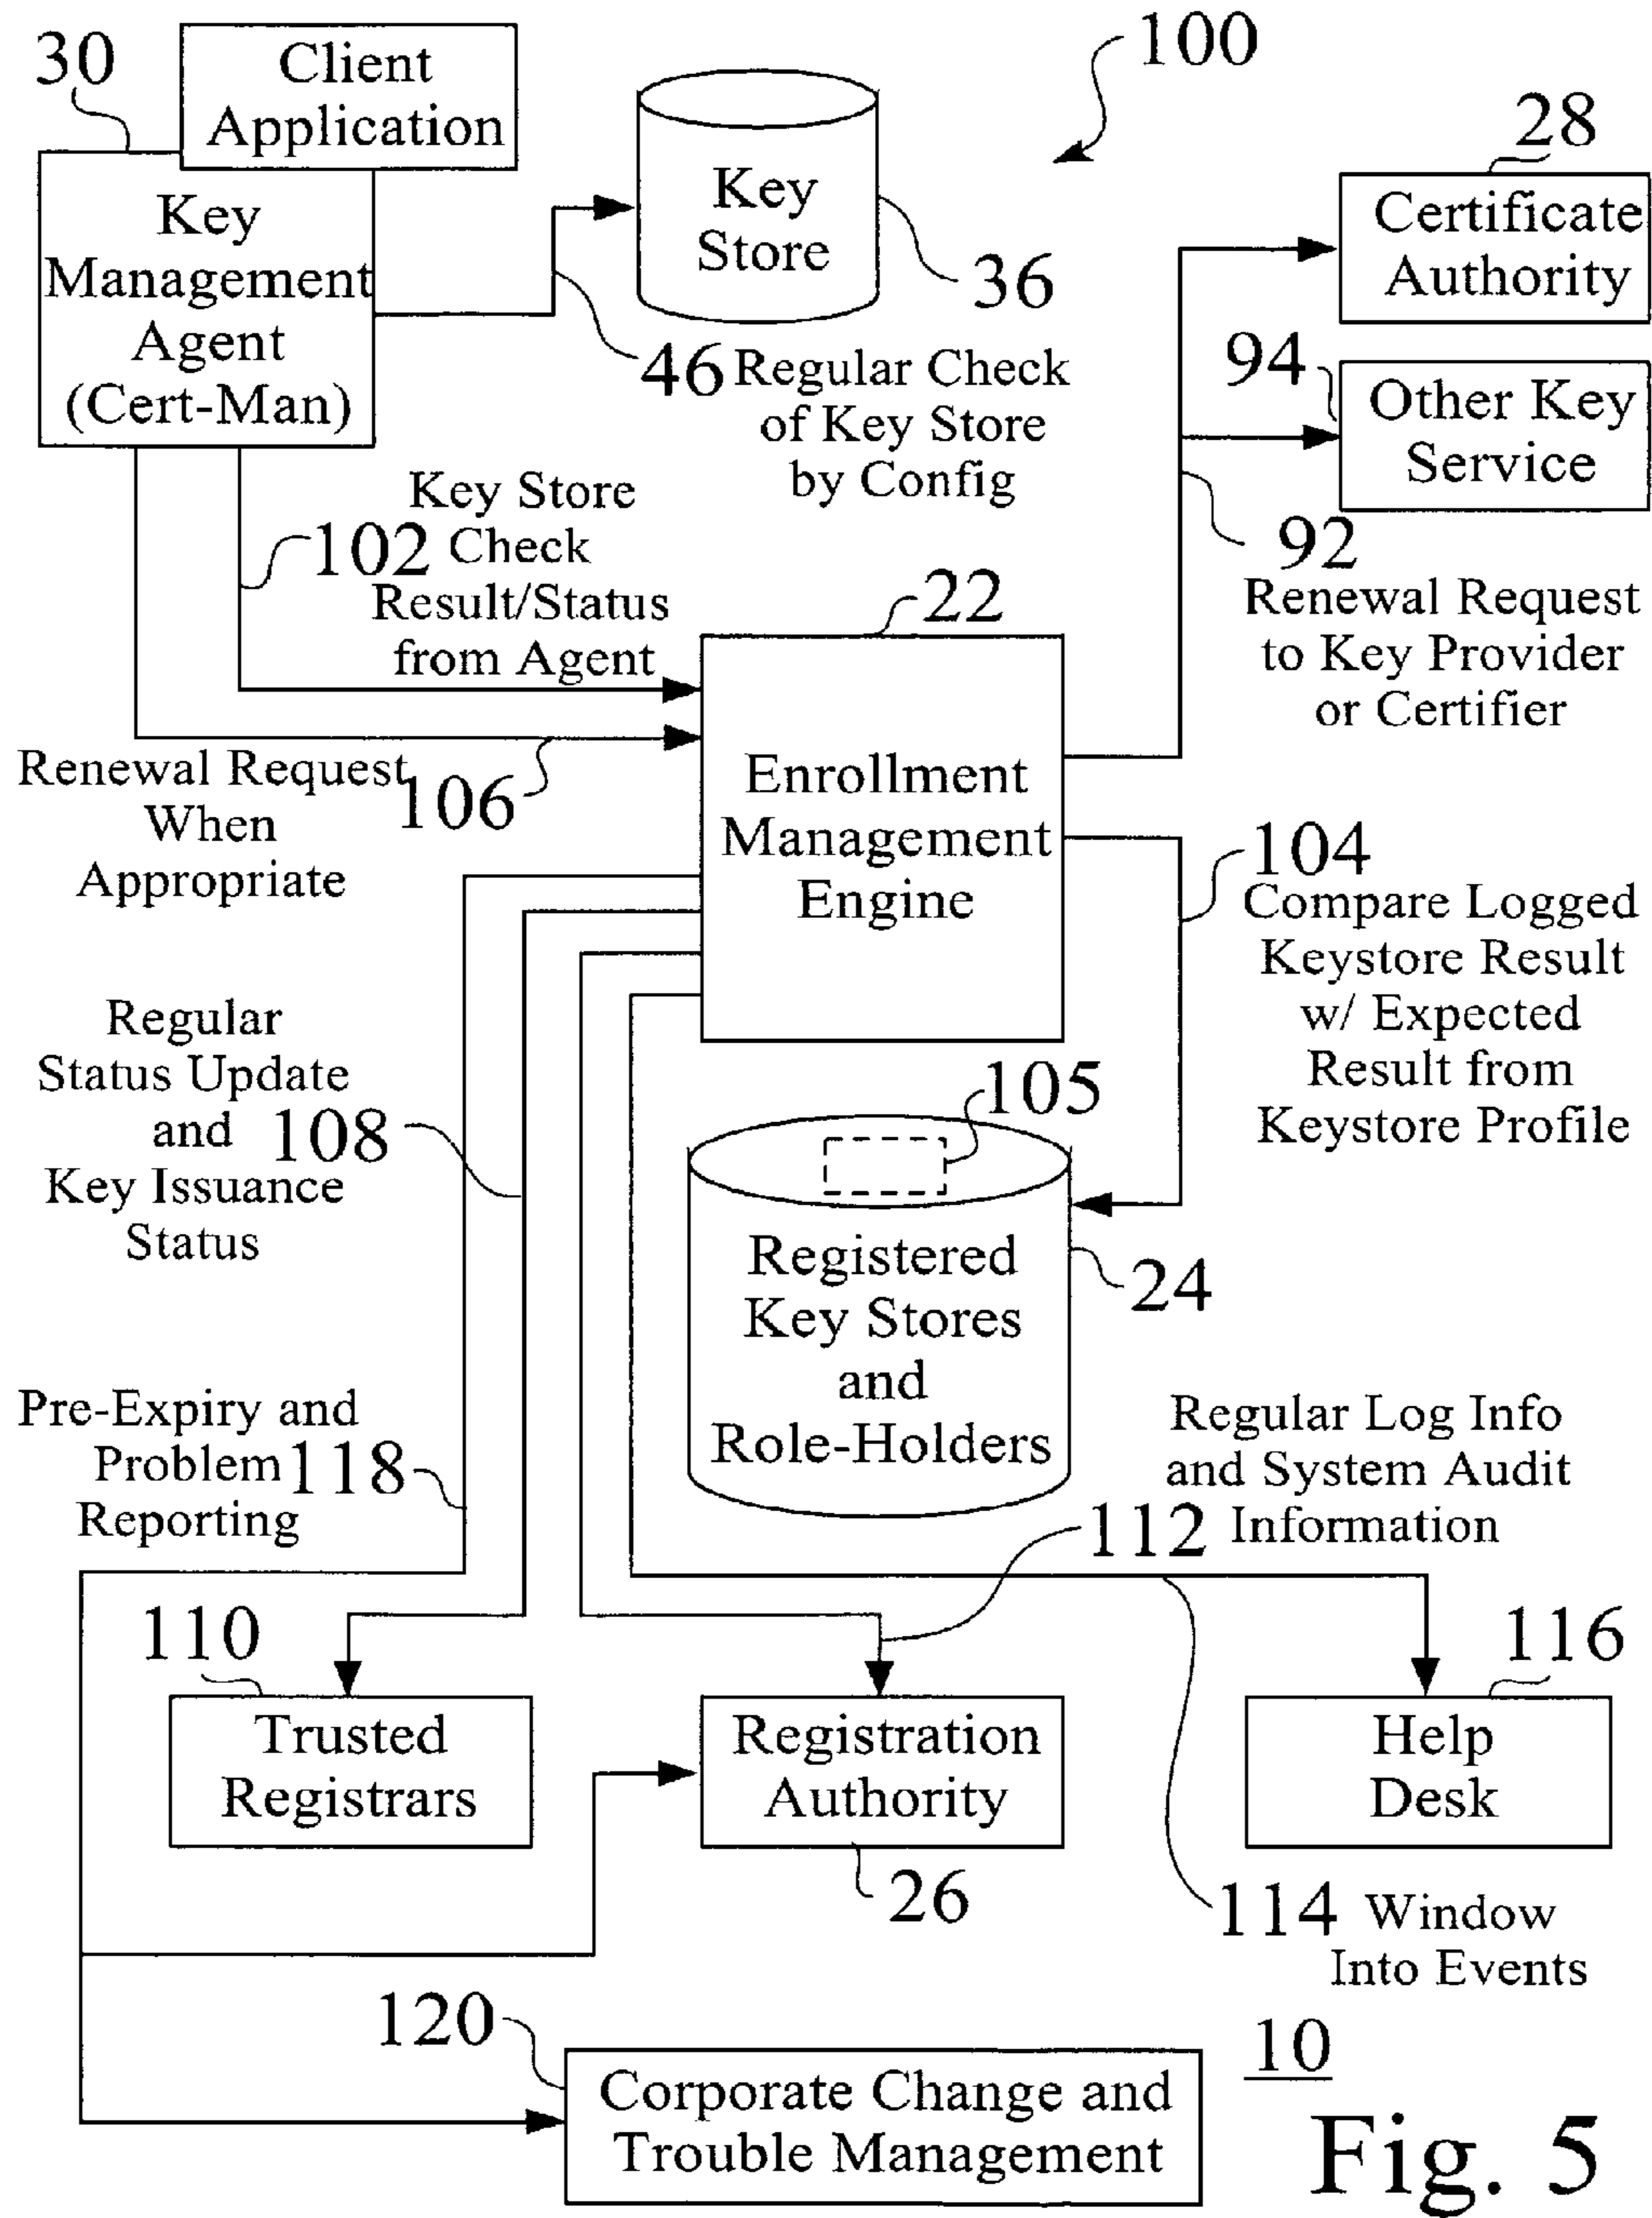 30
Client
Application
100
Key
Management
Agent
(Cert-Man)
Key
Store
36
28
Certificate
Authority
46 Regular Check
of Key Store
by Config
94
Other Key
Service
Key Store
102 Check
Result/Status
from Agent
92
Renewal Request
to Key Provider
or Certifier
22
Enrollment
Management
Engine
Renewal Request
106
When
Appropriate
104
Compare Logged
Keystore Result
w/ Expected
Result from
Keystore Profile
Regular
Status Update
and 108
Key Issuance
Status
105
Registered
Key Stores
and
Role-Holders
24
Pre-Expiry and
Problem 118
Reporting
Regular Log Info
and System Audit
112 Information
110
Trusted
Registrars
Registration
Authority
26
116
Help
Desk
114 Window
Into Events
120
Corporate Change and
Trouble Management
10
Fig. 5